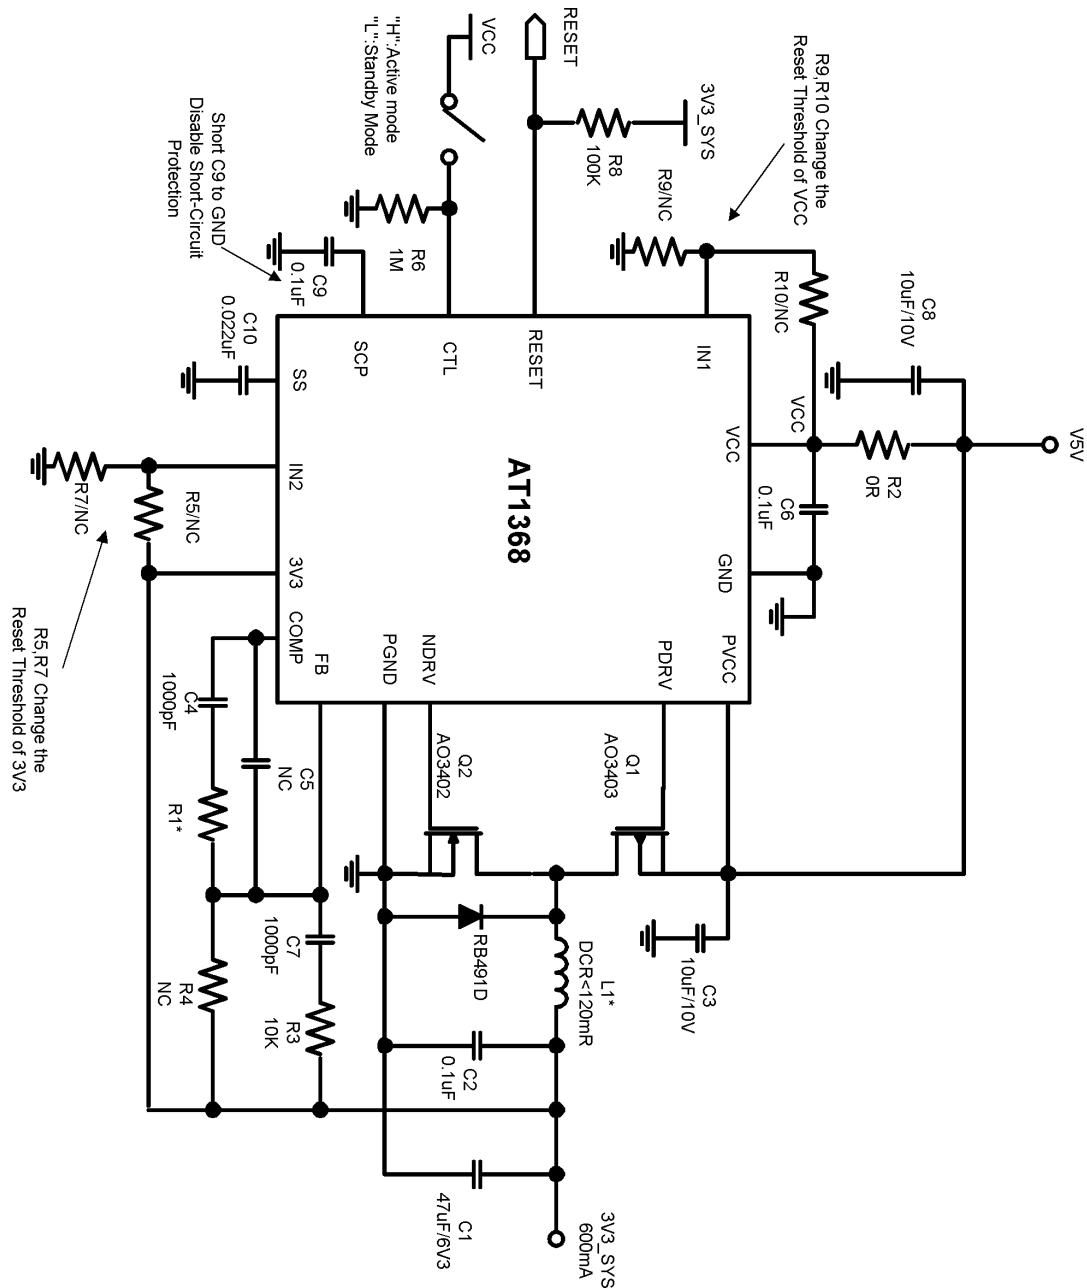 V5V
C8
10uF/10V
R2
0R
VCC
C6
0.1uF
R10/NC
R9,R10 Change the
Reset Threshold of VCC
3V3_SYS
R9/NC
R8
100K
RESET
VCC
"H":Active mode
"L":Standby Mode
R6
1M
C9
0.1uF
Short C9 to GND
Disable Short-Circuit
Protection
C10
0.022uF
IN1
VCC
GND
PVCC
RESET
CTL
SCP
AT1368
PDRV
NDRV
PGND
SS
IN2
3V3
COMP
FB
R7/NC
R5/NC
R5,R7 Change the
Reset Threshold of 3V3
C4
1000pF
R1*
C5
NC
R4
NC
C7
1000pF
R3
10K
Q1
AO3403
Q2
AO3402
C3
10uF/10V
L1*
DCR<120mR
RB491D
C2
0.1uF
C1
47uF/6V3
3V3_SYS
600mA